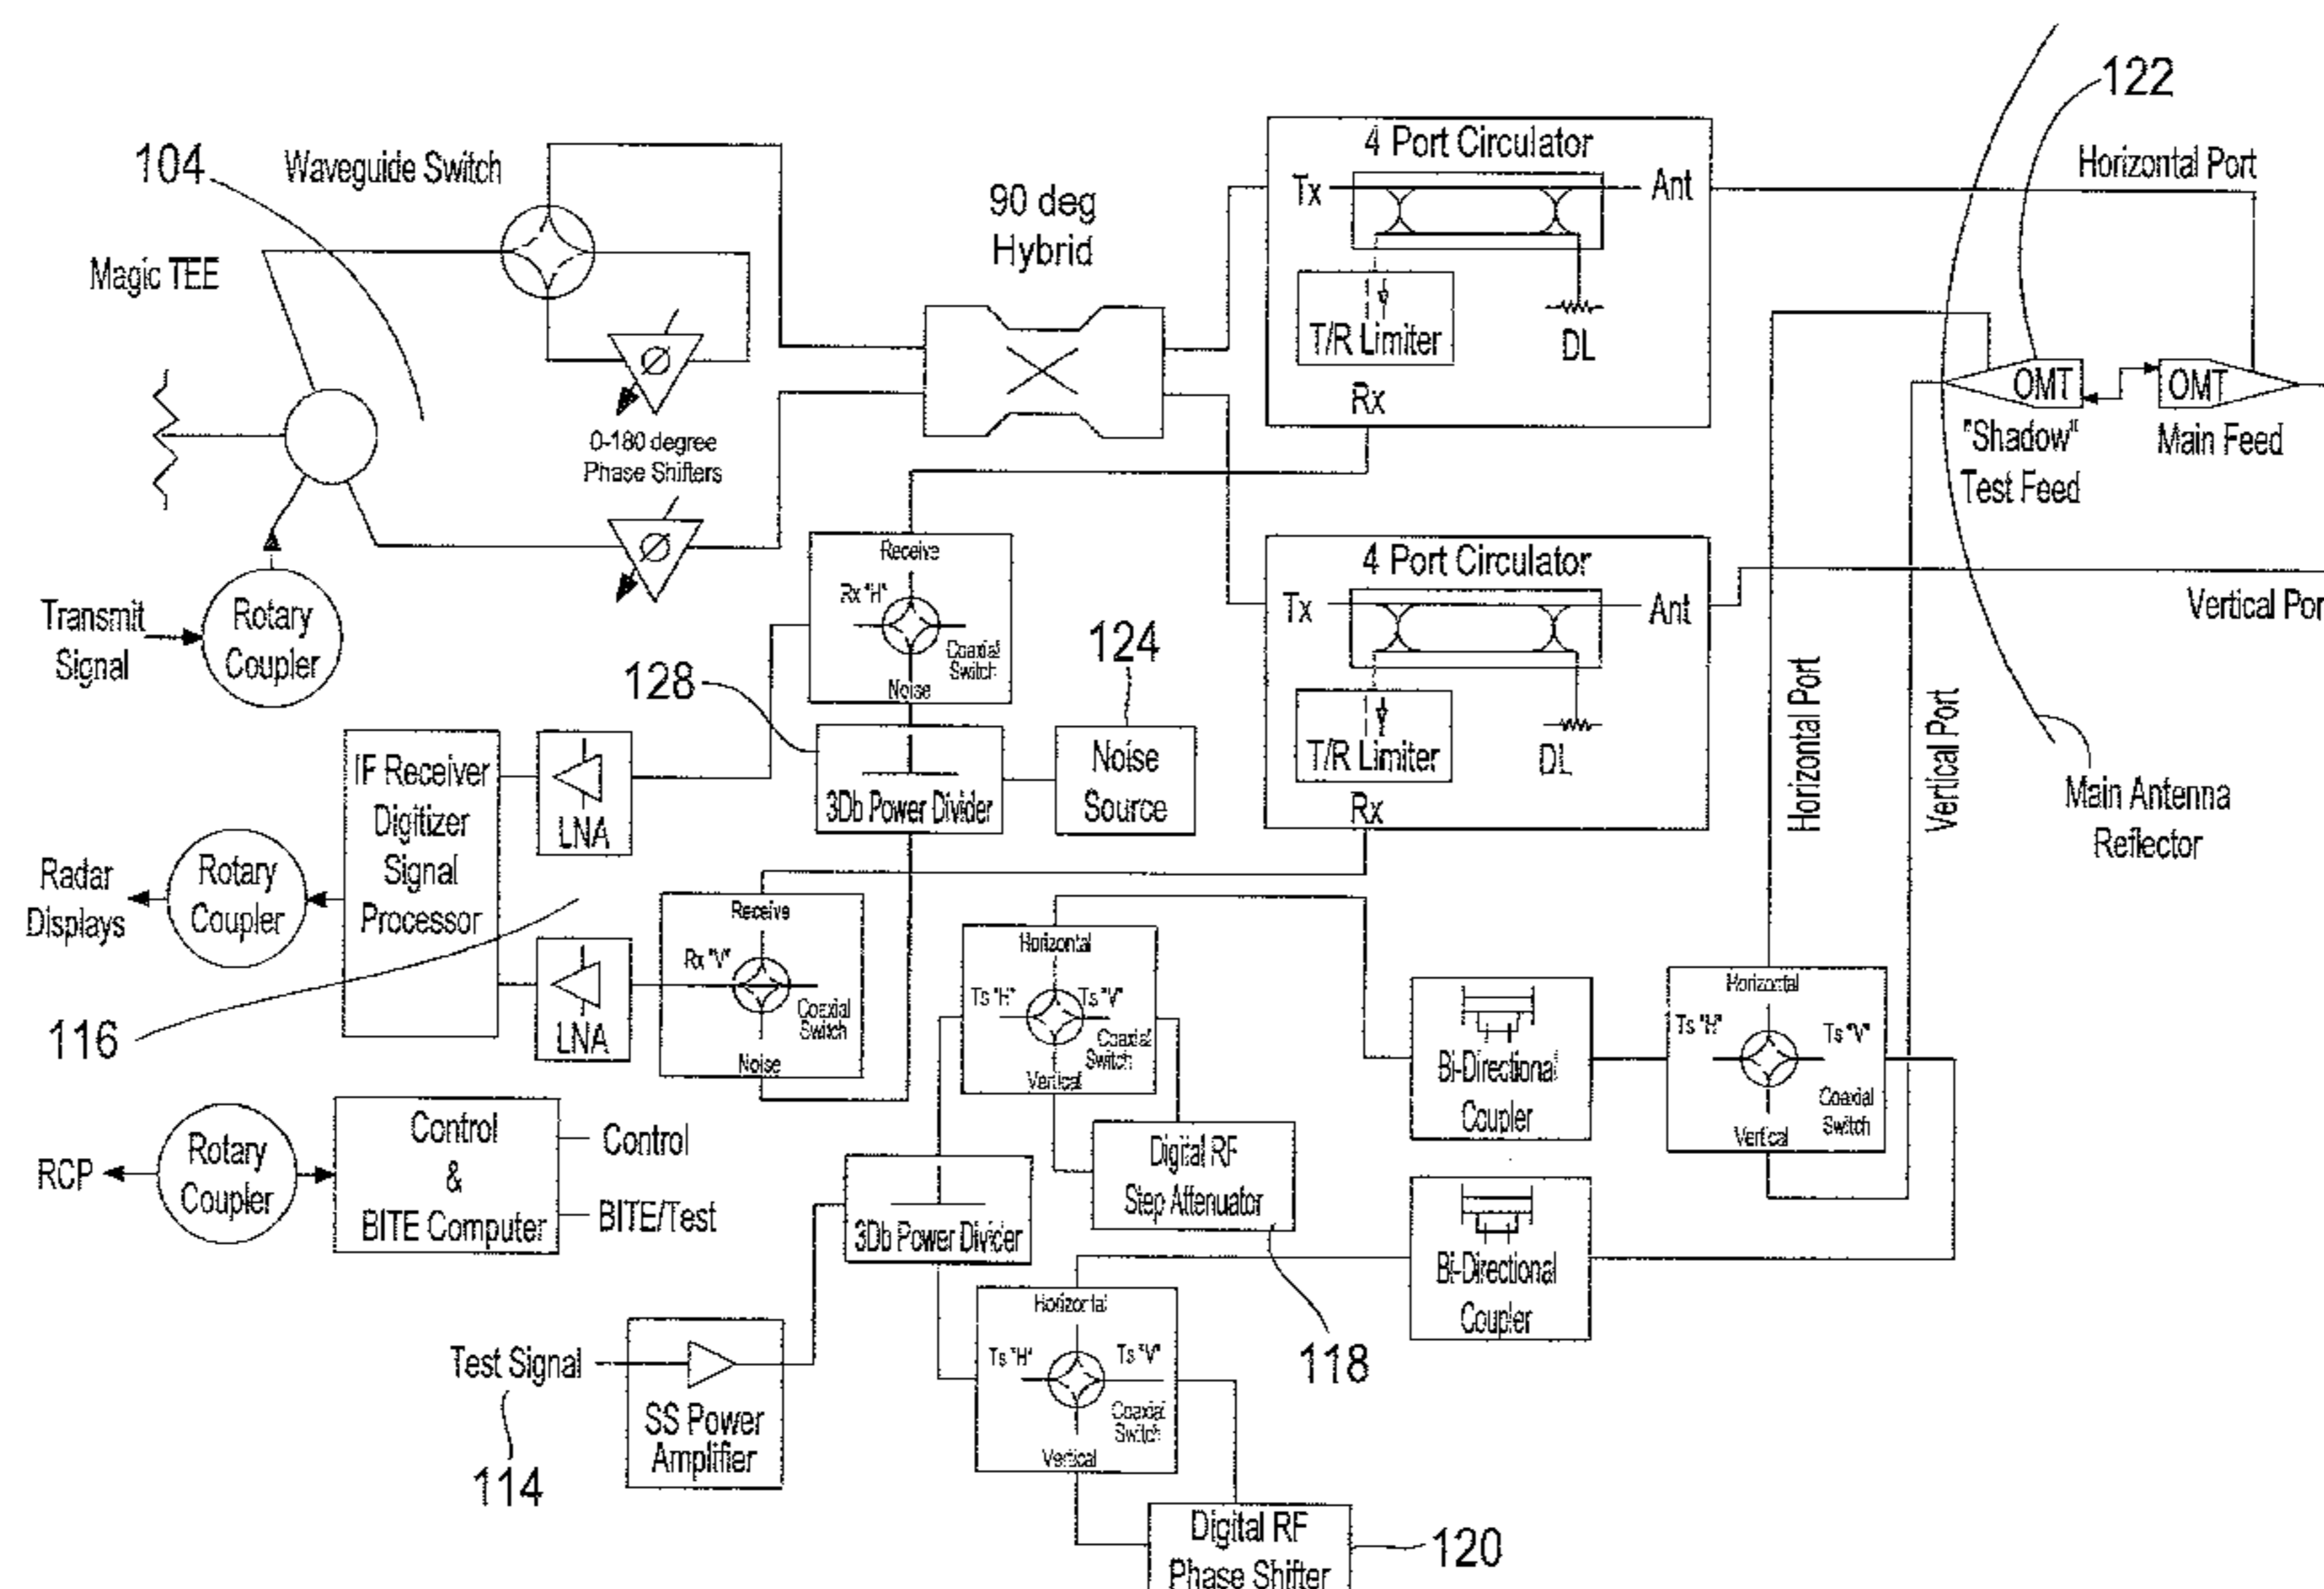 122
104
Waveguide Switch
4 Port Circulator
Horizontal Port
Tx
Ant
90 deg
Hybrid
Magic TEE
T/R Limiter
DL
Rx
OMT
OMT
"Shadow"
Test Feed
Main Feed
0-180 degree
Phase Shifters
Receive
Rx "H"
Coaxial
Switch
Noise
4 Port Circulator
Tx
Ant
Vertical Por
Transmit
Signal
Rotary
Coupler
128
124
T/R Limiter
DL
Rx
Horizontal Port
Vertical Port
IF Receiver
Digitizer
Signal
Processor
LNA
3Db Power Divider
Noise
Source
Main Antenna
Reflector
Radar
Displays
Rotary
Coupler
116
LNA
Receive
Rx "V"
Coaxial
Switch
Noise
Horizontal
Ts "H"
Ts "V"
Coaxial
Switch
Vertical
Bi-Directional
Coupler
Horizontal
Ts "H"
Ts "V"
Coaxial
Switch
Vertical
RCP
Rotary
Coupler
Control
&
BITE Computer
Control
BITE/Test
3Db Power Divider
Digital RF
Step Attenuator
118
Bi-Directional
Coupler
Test Signal
114
SS Power
Amplifier
Horizontal
Ts "H"
Ts "V"
Coaxial
Switch
Vertical
Digital RF
Phase Shifter
120